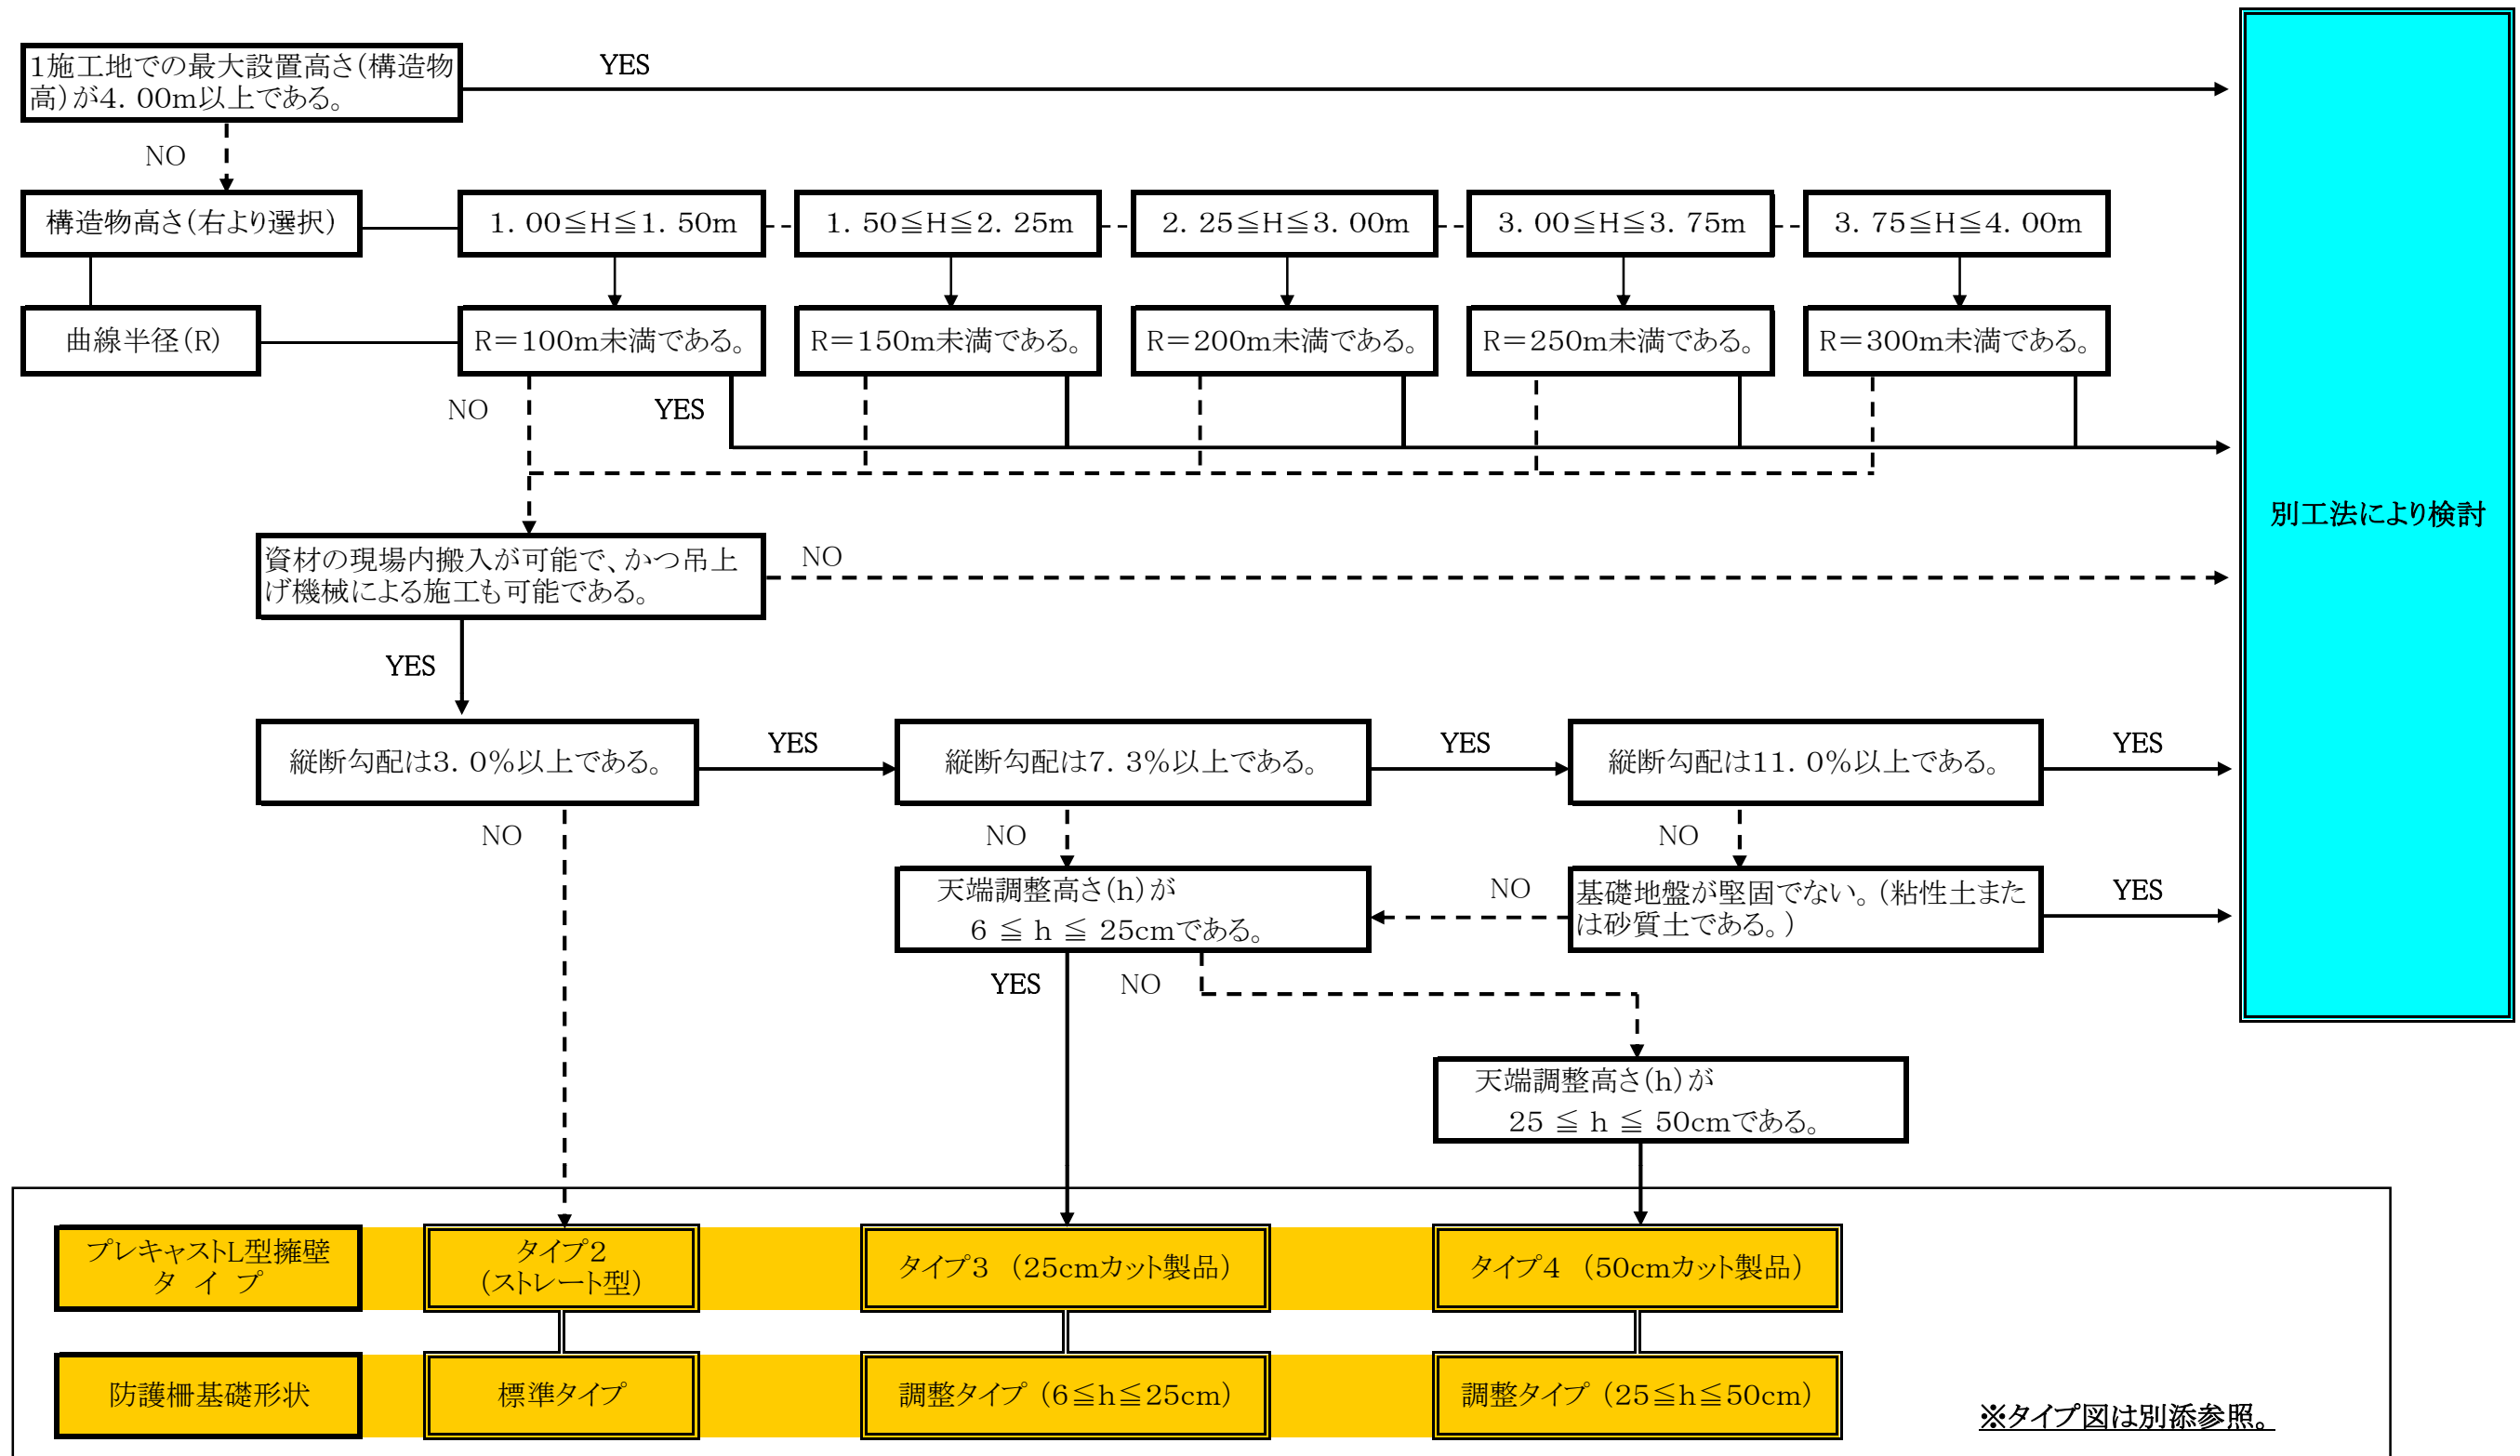 1施工地での最大設置高さ(構造物
高)が4．00m以上である。
YES
NO
構造物高さ(右より選択)
1．00≦H≦1．50m
1．50≦H≦2．25m
2．25≦H≦3．00m
3．00≦H≦3．75m
3．75≦H≦4．00m
曲線半径(R)
R＝100m未満である。
R＝150m未満である。
R＝200m未満である。
R＝250m未満である。
R＝300m未満である。
NO
YES
別工法により検討
資材の現場内搬入が可能で、かつ吊上
げ機械による施工も可能である。
NO
YES
縦断勾配は3．0％以上である。
YES
縦断勾配は7．3％以上である。
YES
縦断勾配は11．0％以上である。
YES
NO
NO
NO
天端調整高さ(h)が
6 ≦ h ≦ 25cmである。
NO
基礎地盤が堅固でない。(粘性土また
は砂質土である。)
YES
YES
NO
天端調整高さ(h)が
25 ≦ h ≦ 50cmである。
プレキャストL型擁壁
タ イ プ
タイプ2
(ストレート型)
タイプ3 (25cmカット製品)
タイプ4 (50cmカット製品)
防護柵基礎形状
標準タイプ
調整タイプ (6≦h≦25cm)
調整タイプ (25≦h≦50cm)
※タイプ図は別添参照。